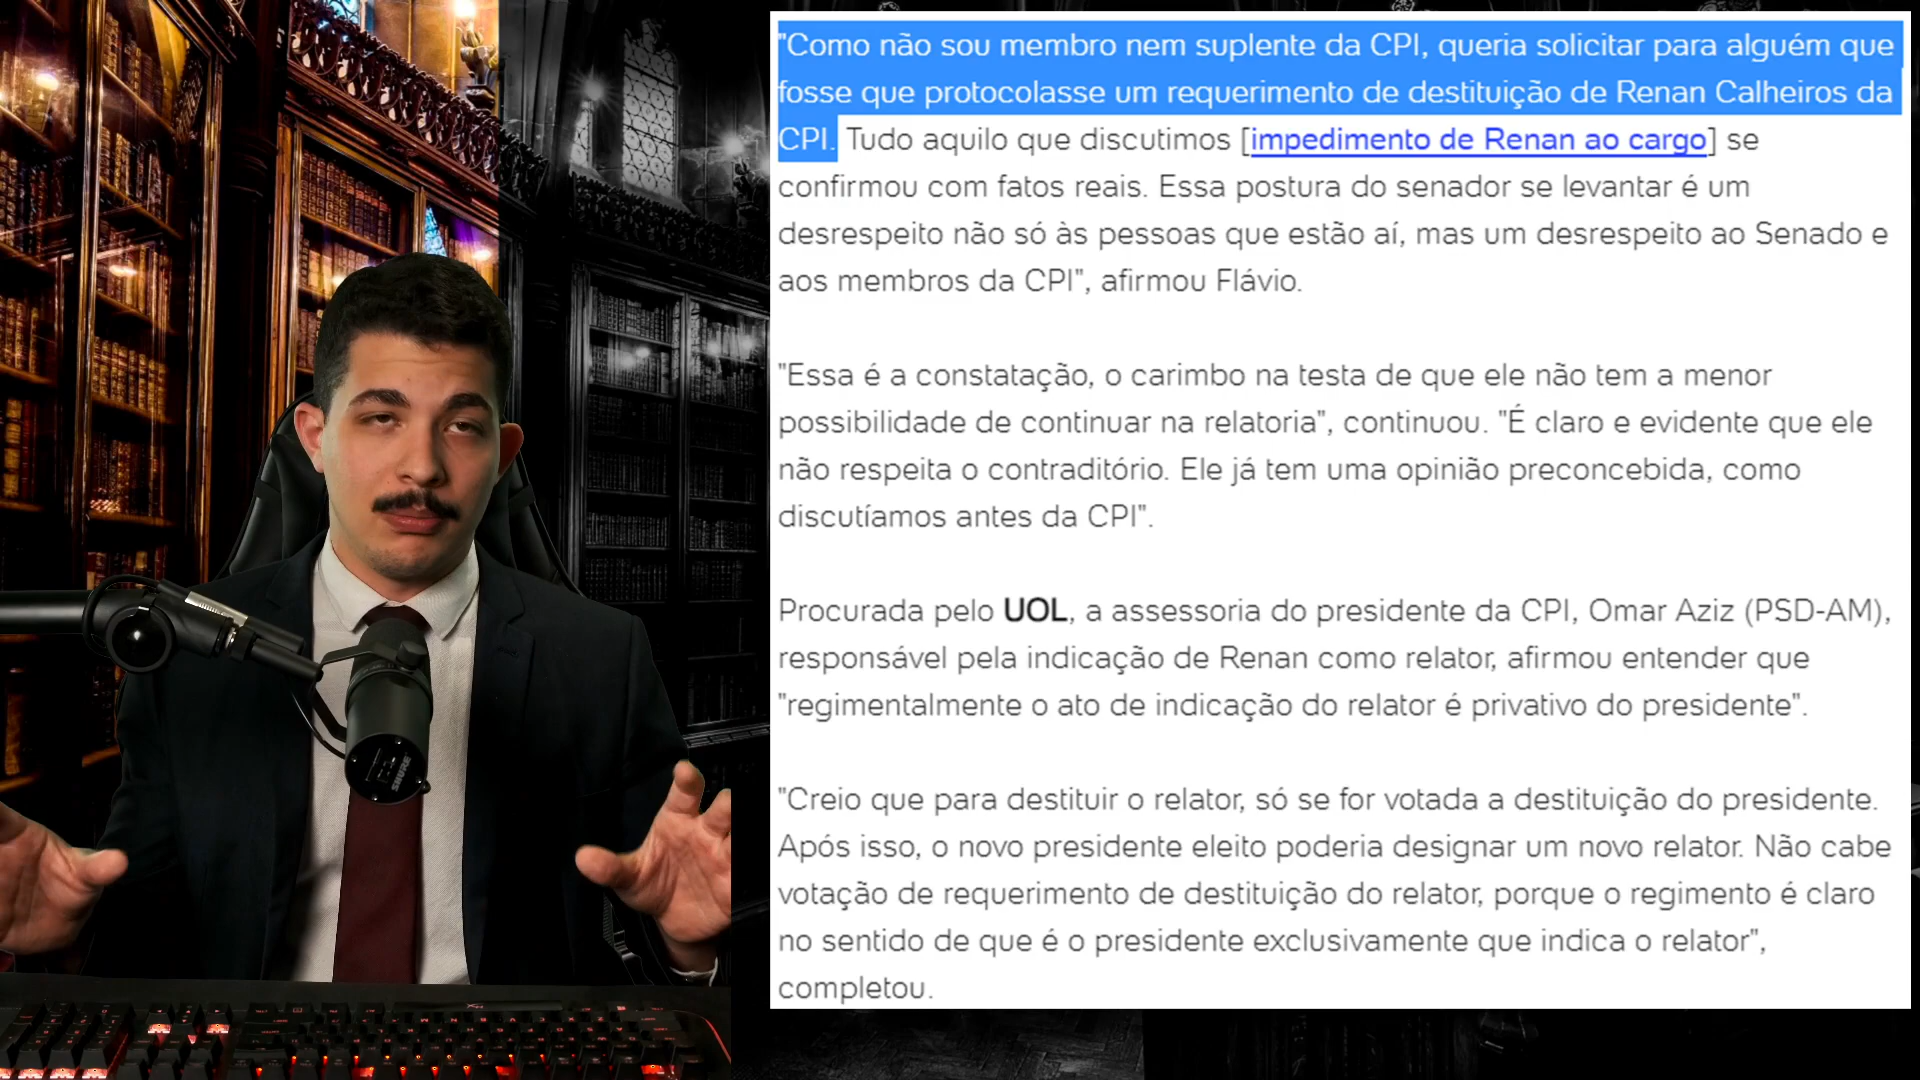 "Como não sou membro nem suplente da CPI, queria solicitar para alguém que
fosse que protocolasse um requerimento de destituição de Renan Calheiros da
CPI. Tudo aquilo que discutimos [impedimento de Renan ao cargo] se
confirmou com fatos reais. Essa postura do senador se levantar é um
desrespeito não só às pessoas que estão aí, mas um desrespeito ao Senado e
aos membros da CPI", afirmou Flávio.
"Essa é a constatação, o carimbo na testa de que ele não tem a menor
possibilidade de continuar na relatoria", continuou. "É claro e evidente que ele
não respeita o contraditório. Ele já tem uma opinião preconcebida, como
discutíamos antes da CPI".
Procurada pelo UOL, a assessoria do presidente da CPI, Omar Aziz (PSD-AM),
responsável pela indicação de Renan como relator, afirmou entender que
"regimentalmente o ato de indicação do relator é privativo do presidente".
"Creio que para destituir o relator, só se for votada a destituição do presidente.
Após isso, o novo presidente eleito poderia designar um novo relator. Não cabe
votação de requerimento de destituição do relator, porque o regimento é claro
no sentido de que é o presidente exclusivamente que indica o relator",
completou.
SHURE